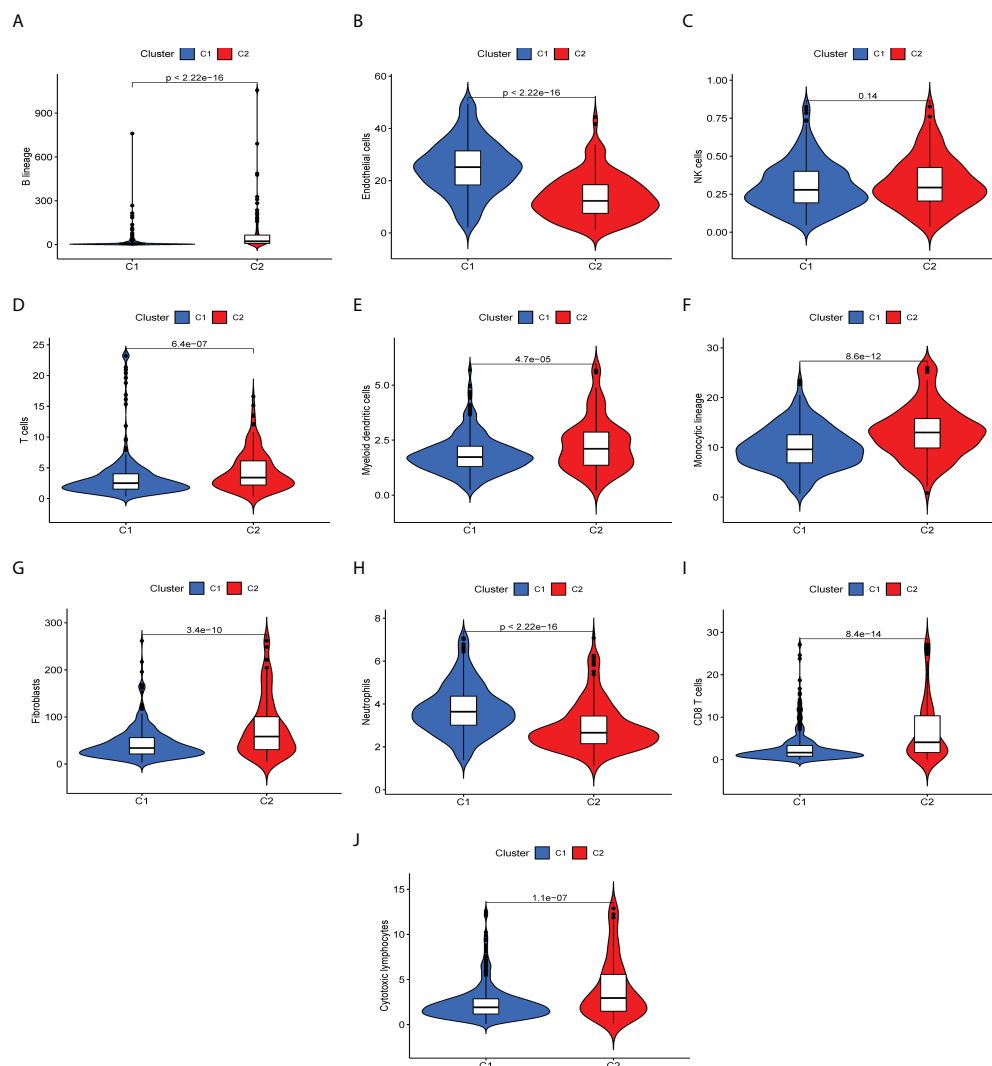 A
Cluster C1 C2
p < 2.22e−16
B lineage
900
600
300
0
C1 C2
B
Cluster C1 C2
p < 2.22e−16
Endothelial cells
60
40
20
0
C1 C2
C
Cluster C1 C2
0.14
NK cells
1.00
0.75
0.50
0.25
0.00
C1 C2
D
Cluster C1 C2
6.4e−07
T cells
25
20
15
10
5
0
C1 C2
E
Cluster C1 C2
4.7e−05
Myeloid dendritic cells
5.0
2.5
0.0
C1 C2
F
Cluster C1 C2
8.6e−12
Monocytic lineage
30
20
10
0
C1 C2
G
Cluster C1 C2
3.4e−10
Fibroblasts
300
200
100
0
C1 C2
H
Cluster C1 C2
p < 2.22e−16
Neutrophils
8
6
4
2
0
C1 C2
I
Cluster C1 C2
8.4e−14
CD8 T cells
30
20
10
0
C1 C2
J
Cluster C1 C2
1.1e−07
Cytotoxic lymphocytes
15
10
5
0
C1 C2